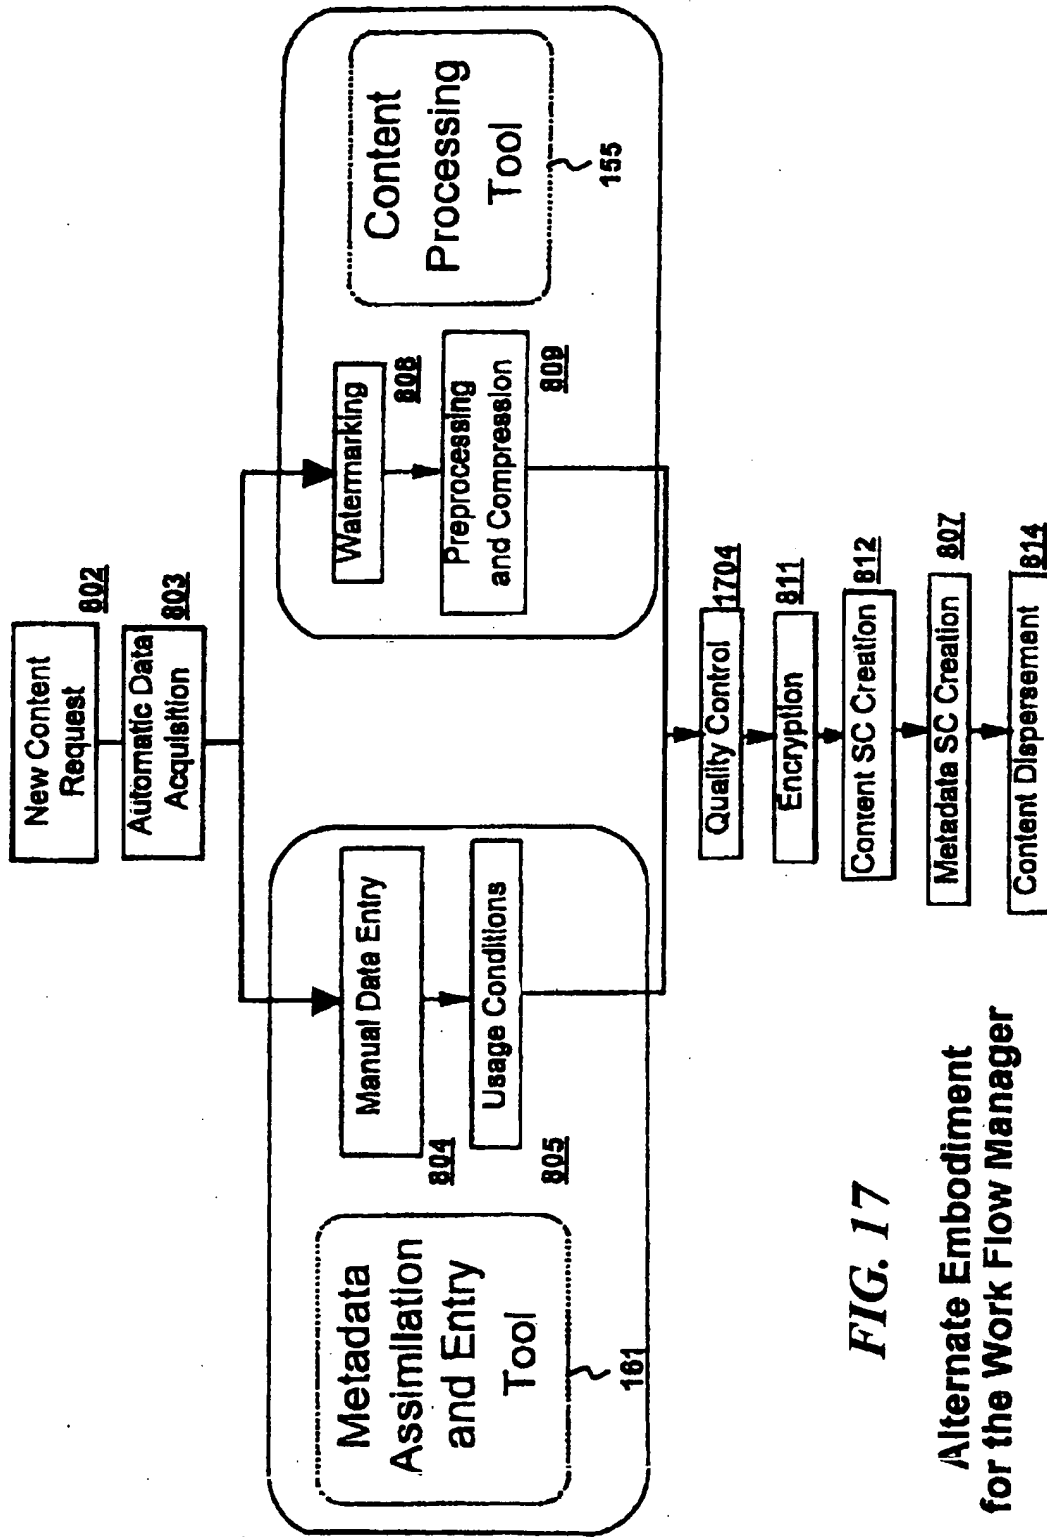 New Content
Request
802
Automatic Data
Acquisition
803
Metadata
Assimilation
and Entry
Tool
161
Manual Data Entry
804
Usage Conditions
805
Watermarking
808
Preprocessing
and Compression
809
Content
Processing
Tool
155
Quality Control
1704
Encryption
811
Content SC Creation
812
Metadata SC Creation
807
Content Dispersement
814
FIG. 17
Alternate Embodiment
for the Work Flow Manager